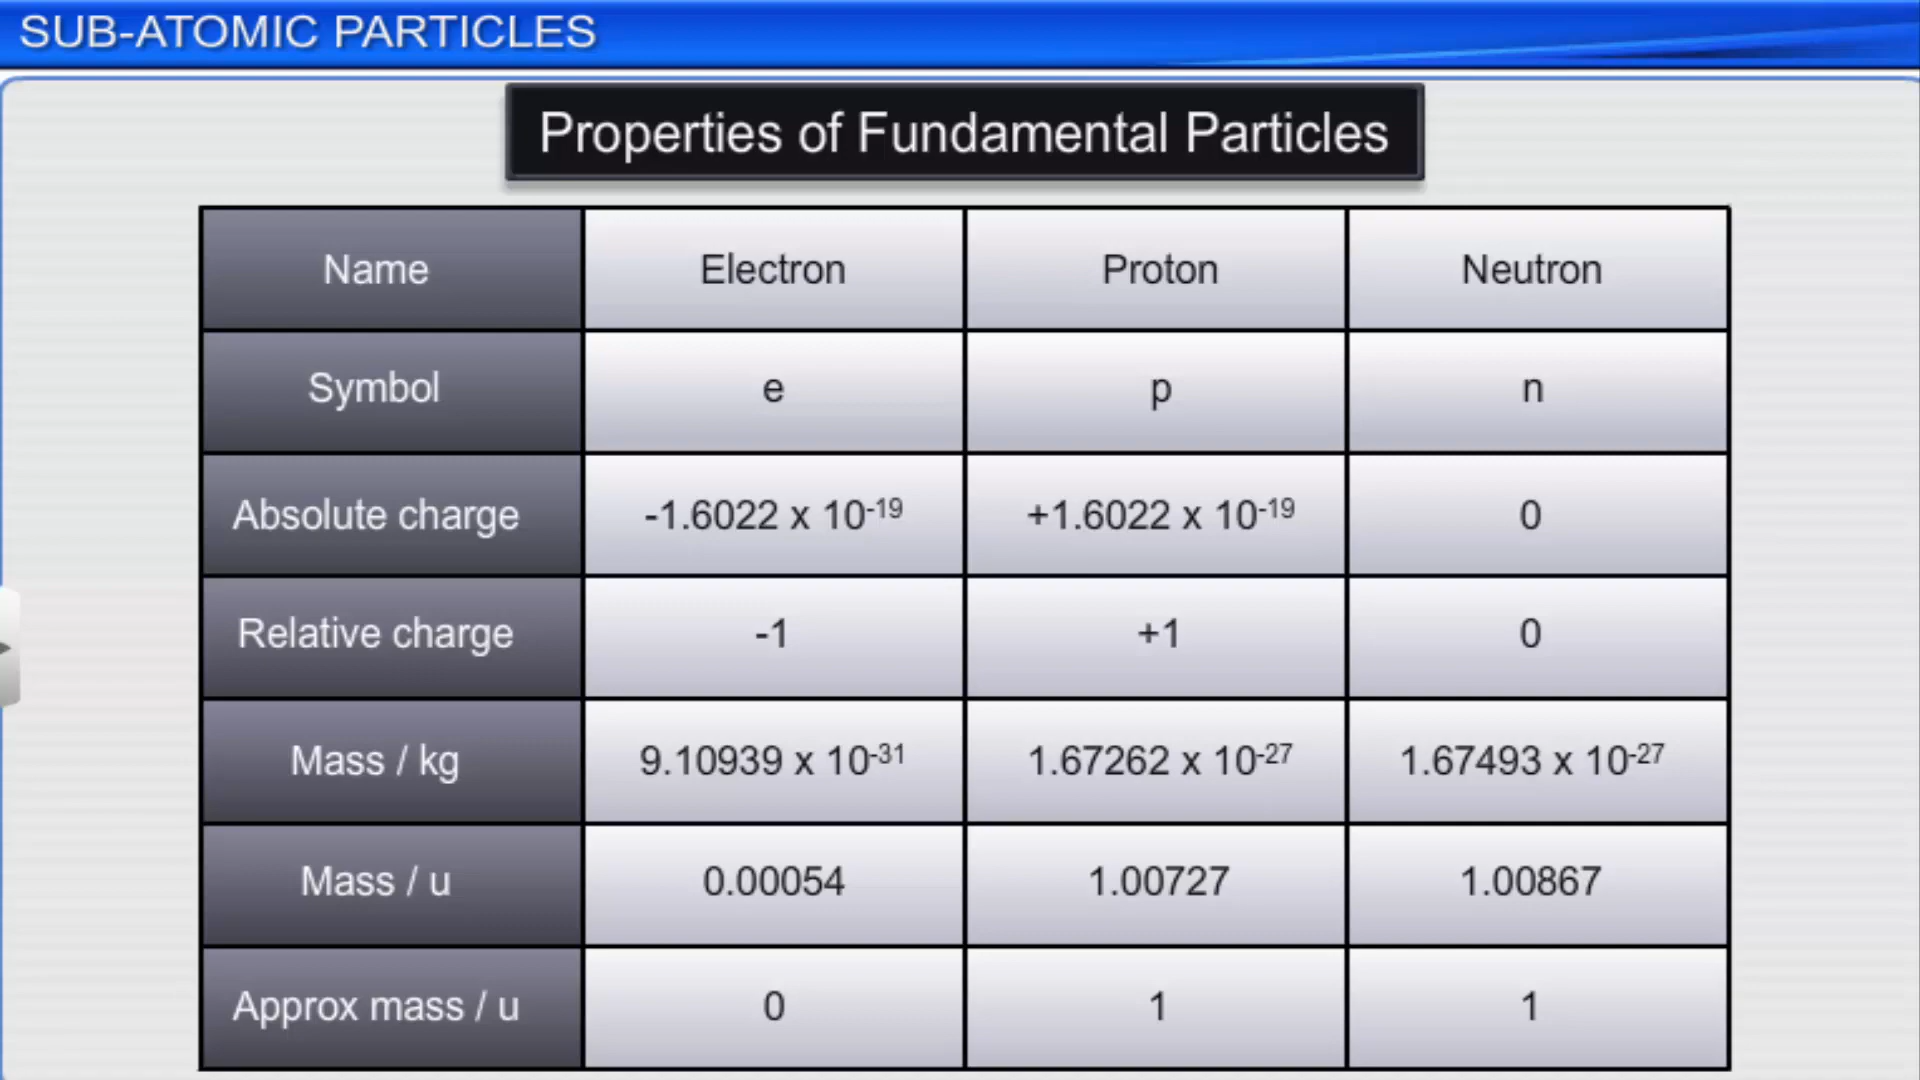 SUB-ATOMIC PARTICLES
Properties of Fundamental Particles
Name Electron Proton Neutron
Symbol e p n
Absolute charge -1.6022 x 10-19 +1.6022 x 10-19 0
Relative charge -1 +1 0
Mass / kg 9.10939 x 10-31 1.67262 x 10-27 1.67493 x 10-27
Mass / u 0.00054 1.00727 1.00867
Approx mass / u 0 1 1